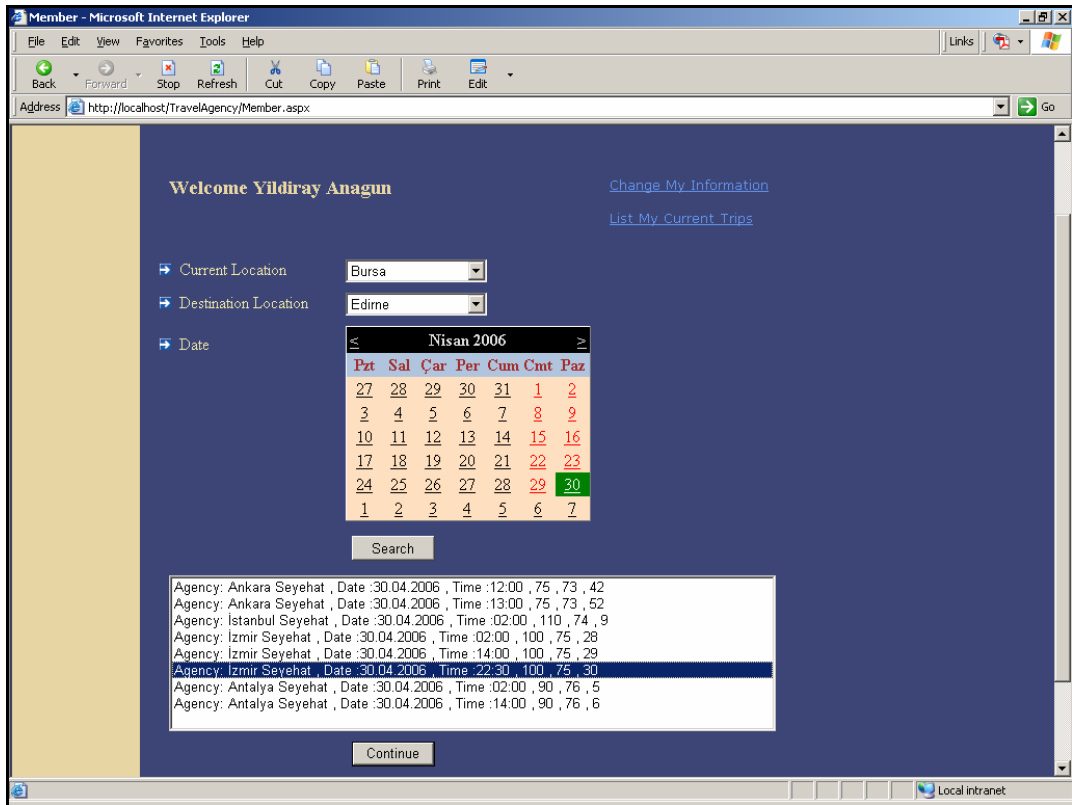 Member - Microsoft Internet Explorer
File Edit View Favorites Tools Help Links
Back Forward Stop Refresh Cut Copy Paste Print Edit
Address http://localhost/TravelAgency/Member.aspx Go
Welcome Yildiray Anagun
Change My Information
List My Current Trips
Current Location Bursa
Destination Location Edirne
Date
< Nisan 2006 >
Pzt Sal Çar Per Cum Cmt Paz
27 28 29 30 31 1 2
3 4 5 6 7 8 9
10 11 12 13 14 15 16
17 18 19 20 21 22 23
24 25 26 27 28 29 30
1 2 3 4 5 6 7
Search
Agency: Ankara Seyehat , Date :30.04.2006 , Time :12:00 , 75 , 73 , 42
Agency: Ankara Seyehat , Date :30.04.2006 , Time :13:00 , 75 , 73 , 52
Agency: İstanbul Seyehat , Date :30.04.2006 , Time :02:00 , 110 , 74 , 9
Agency: İzmir Seyehat , Date :30.04.2006 , Time :02:00 , 100 , 75 , 28
Agency: İzmir Seyehat , Date :30.04.2006 , Time :14:00 , 100 , 75 , 29
Agency: İzmir Seyehat , Date :30.04.2006 , Time :22:30 , 100 , 75 , 30
Agency: Antalya Seyehat , Date :30.04.2006 , Time :02:00 , 90 , 76 , 5
Agency: Antalya Seyehat , Date :30.04.2006 , Time :14:00 , 90 , 76 , 6
Continue
Local intranet